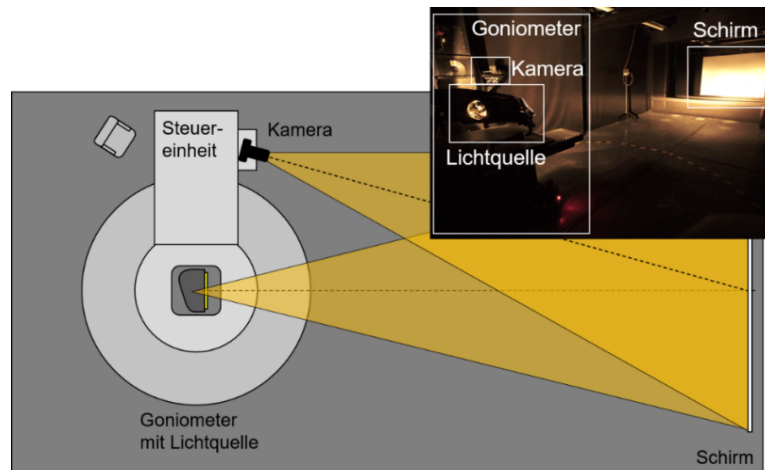 Goniometer
Schirm
Kamera
Lichtquelle
Steuer-
einheit
Kamera
Goniometer
mit Lichtquelle
Schirm